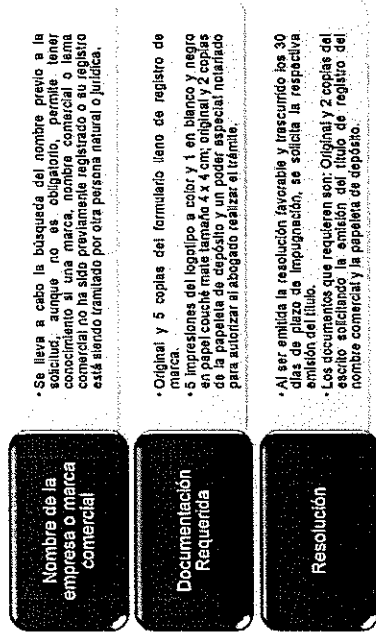 Nombre de la
empresa o marca
comercial
• Se lleva a cabo la búsqueda del nombre previo a la
solicitud, aunque no es obligatorio, permite tener
conocimiento si una marca, nombre comercial o lema
comercial no ha sido previamente registrado o su registro
está siendo tramitado por otra persona natural o jurídica.
Documentación
Requerida
• Original y 5 copias del formulario lleno de registro de
marca.
• 5 impresiones del logotipo a color y 1 en blanco y negro
en papel couché mate tamaño 4 x 4 cm; original y 2 copias
de la papeleta de depósito y un poder especial notariado
para autorizar al abogado realizar el trámite.
Resolución
• Al ser emitida la resolución favorable y trascurrido los 30
días de plazo de impugnación, se solicita la respectiva
emisión del título.
• Los documentos que requieren son: Original y 2 copias del
escrito solicitando la emisión del título de registro del
nombre comercial y la papeleta de depósito.